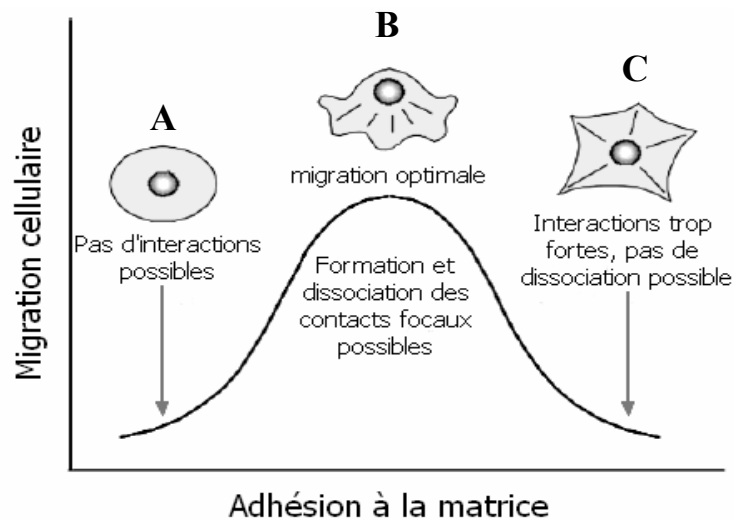 B
C
A
migration optimale
Pas d'interactions
possibles
Interactions trop
fortes, pas de
dissociation possible
Formation et
dissociation des
contacts focaux
possibles
Migration cellulaire
Adhésion à la matrice